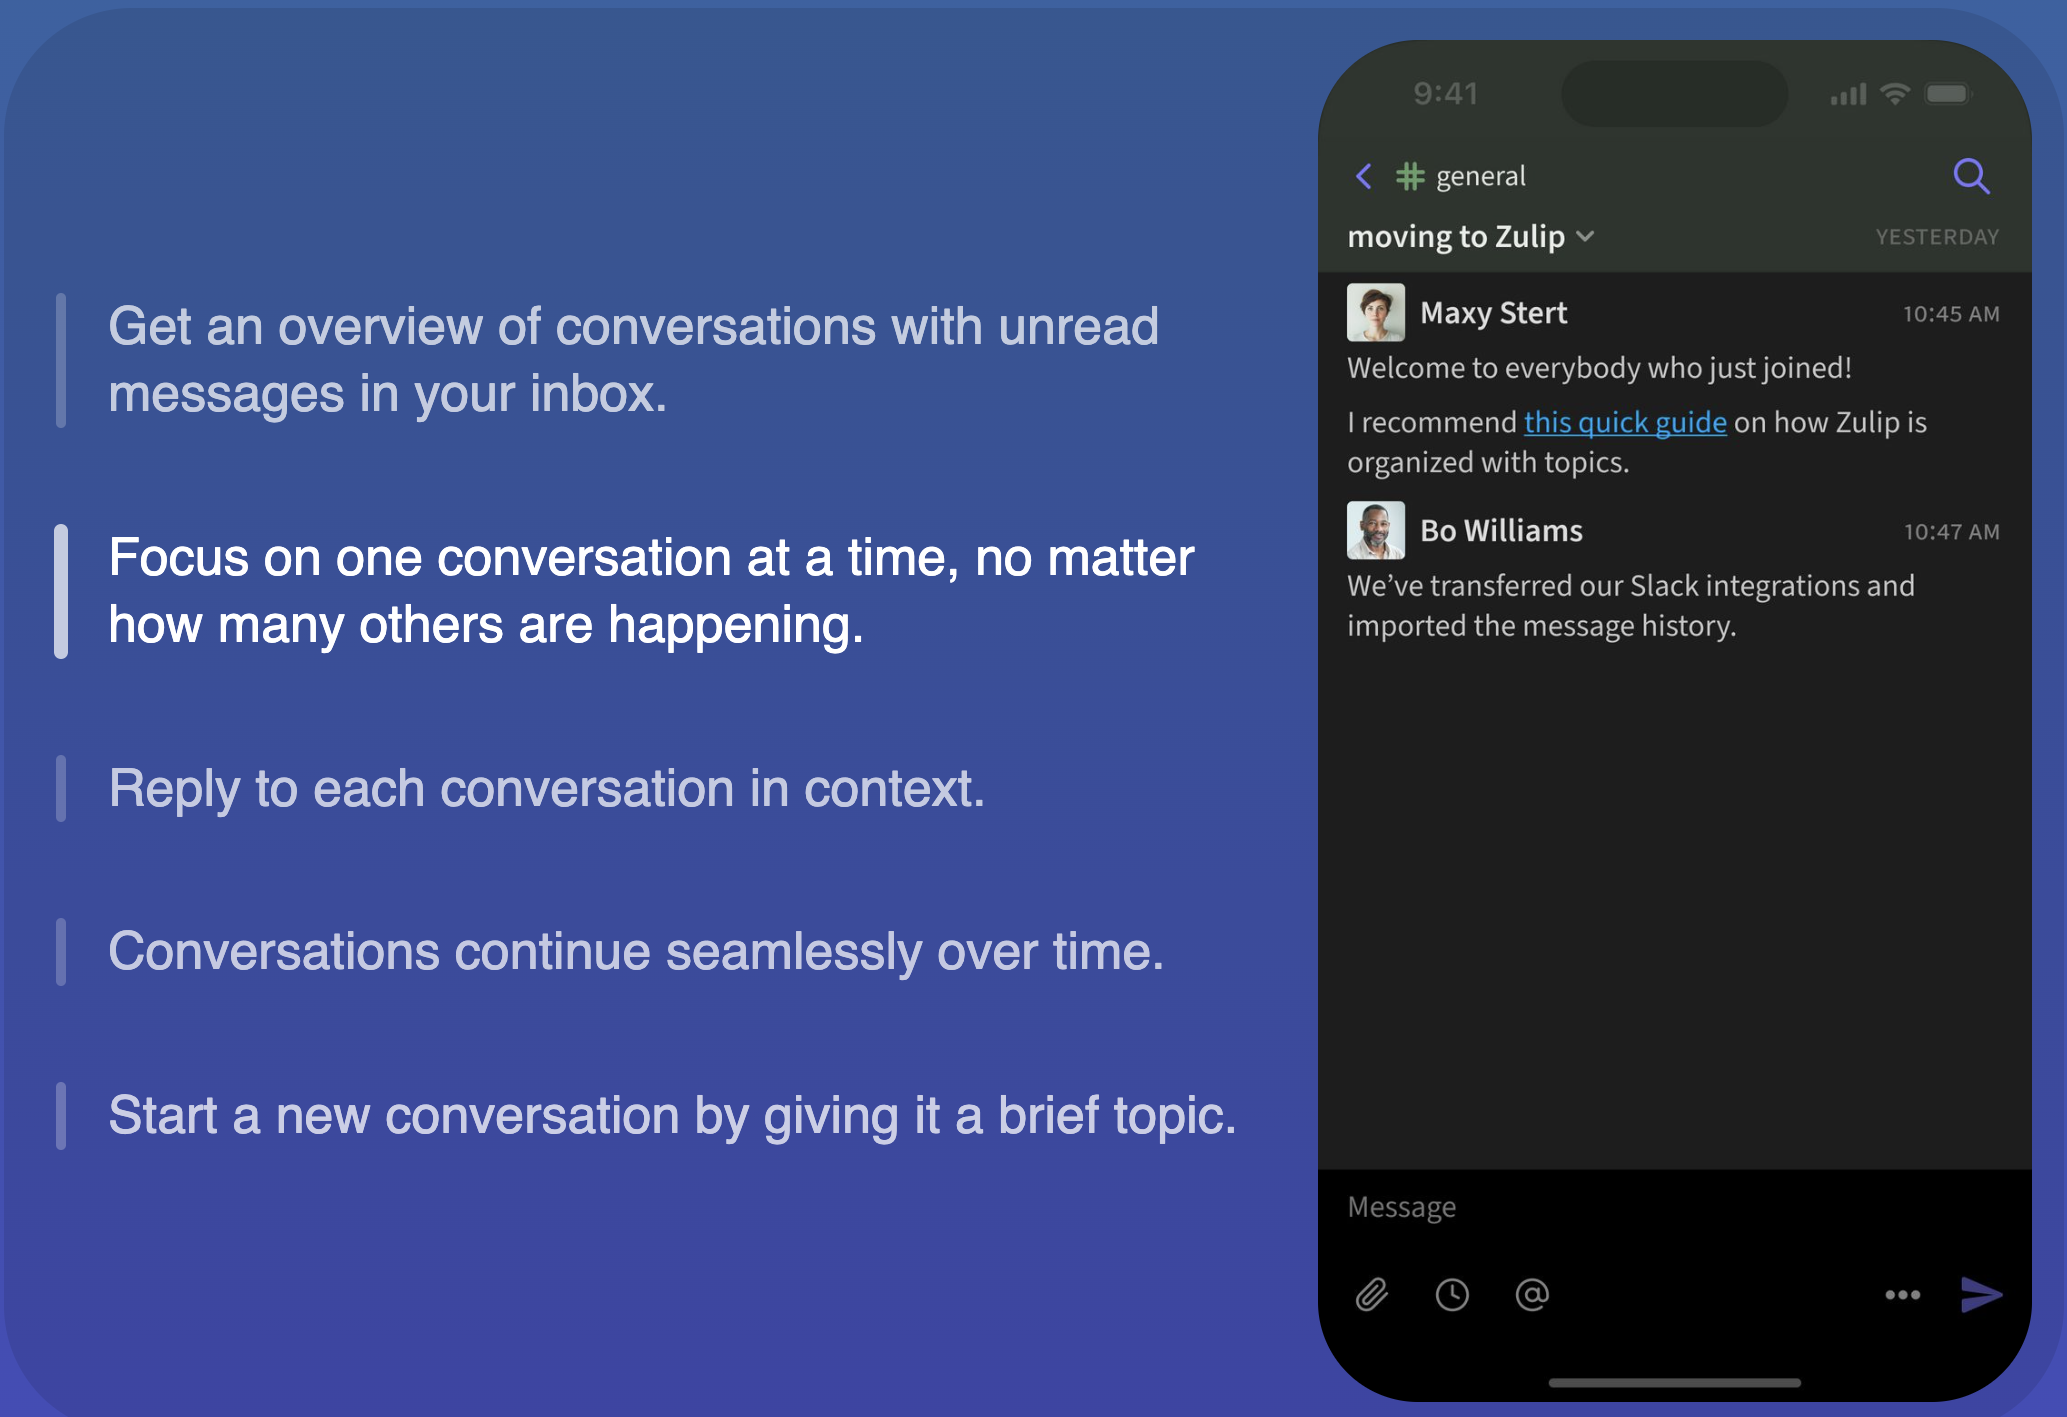 Get an overview of conversations with unread
messages in your inbox.
Focus on one conversation at a time, no matter
how many others are happening.
Reply to each conversation in context.
Conversations continue seamlessly over time.
Start a new conversation by giving it a brief topic.
9:41
# general
moving to Zulip
YESTERDAY
Maxy Stert
10:45 AM
Welcome to everybody who just joined!
I recommend this quick guide on how Zulip is
organized with topics.
Bo Williams
10:47 AM
We’ve transferred our Slack integrations and
imported the message history.
Message